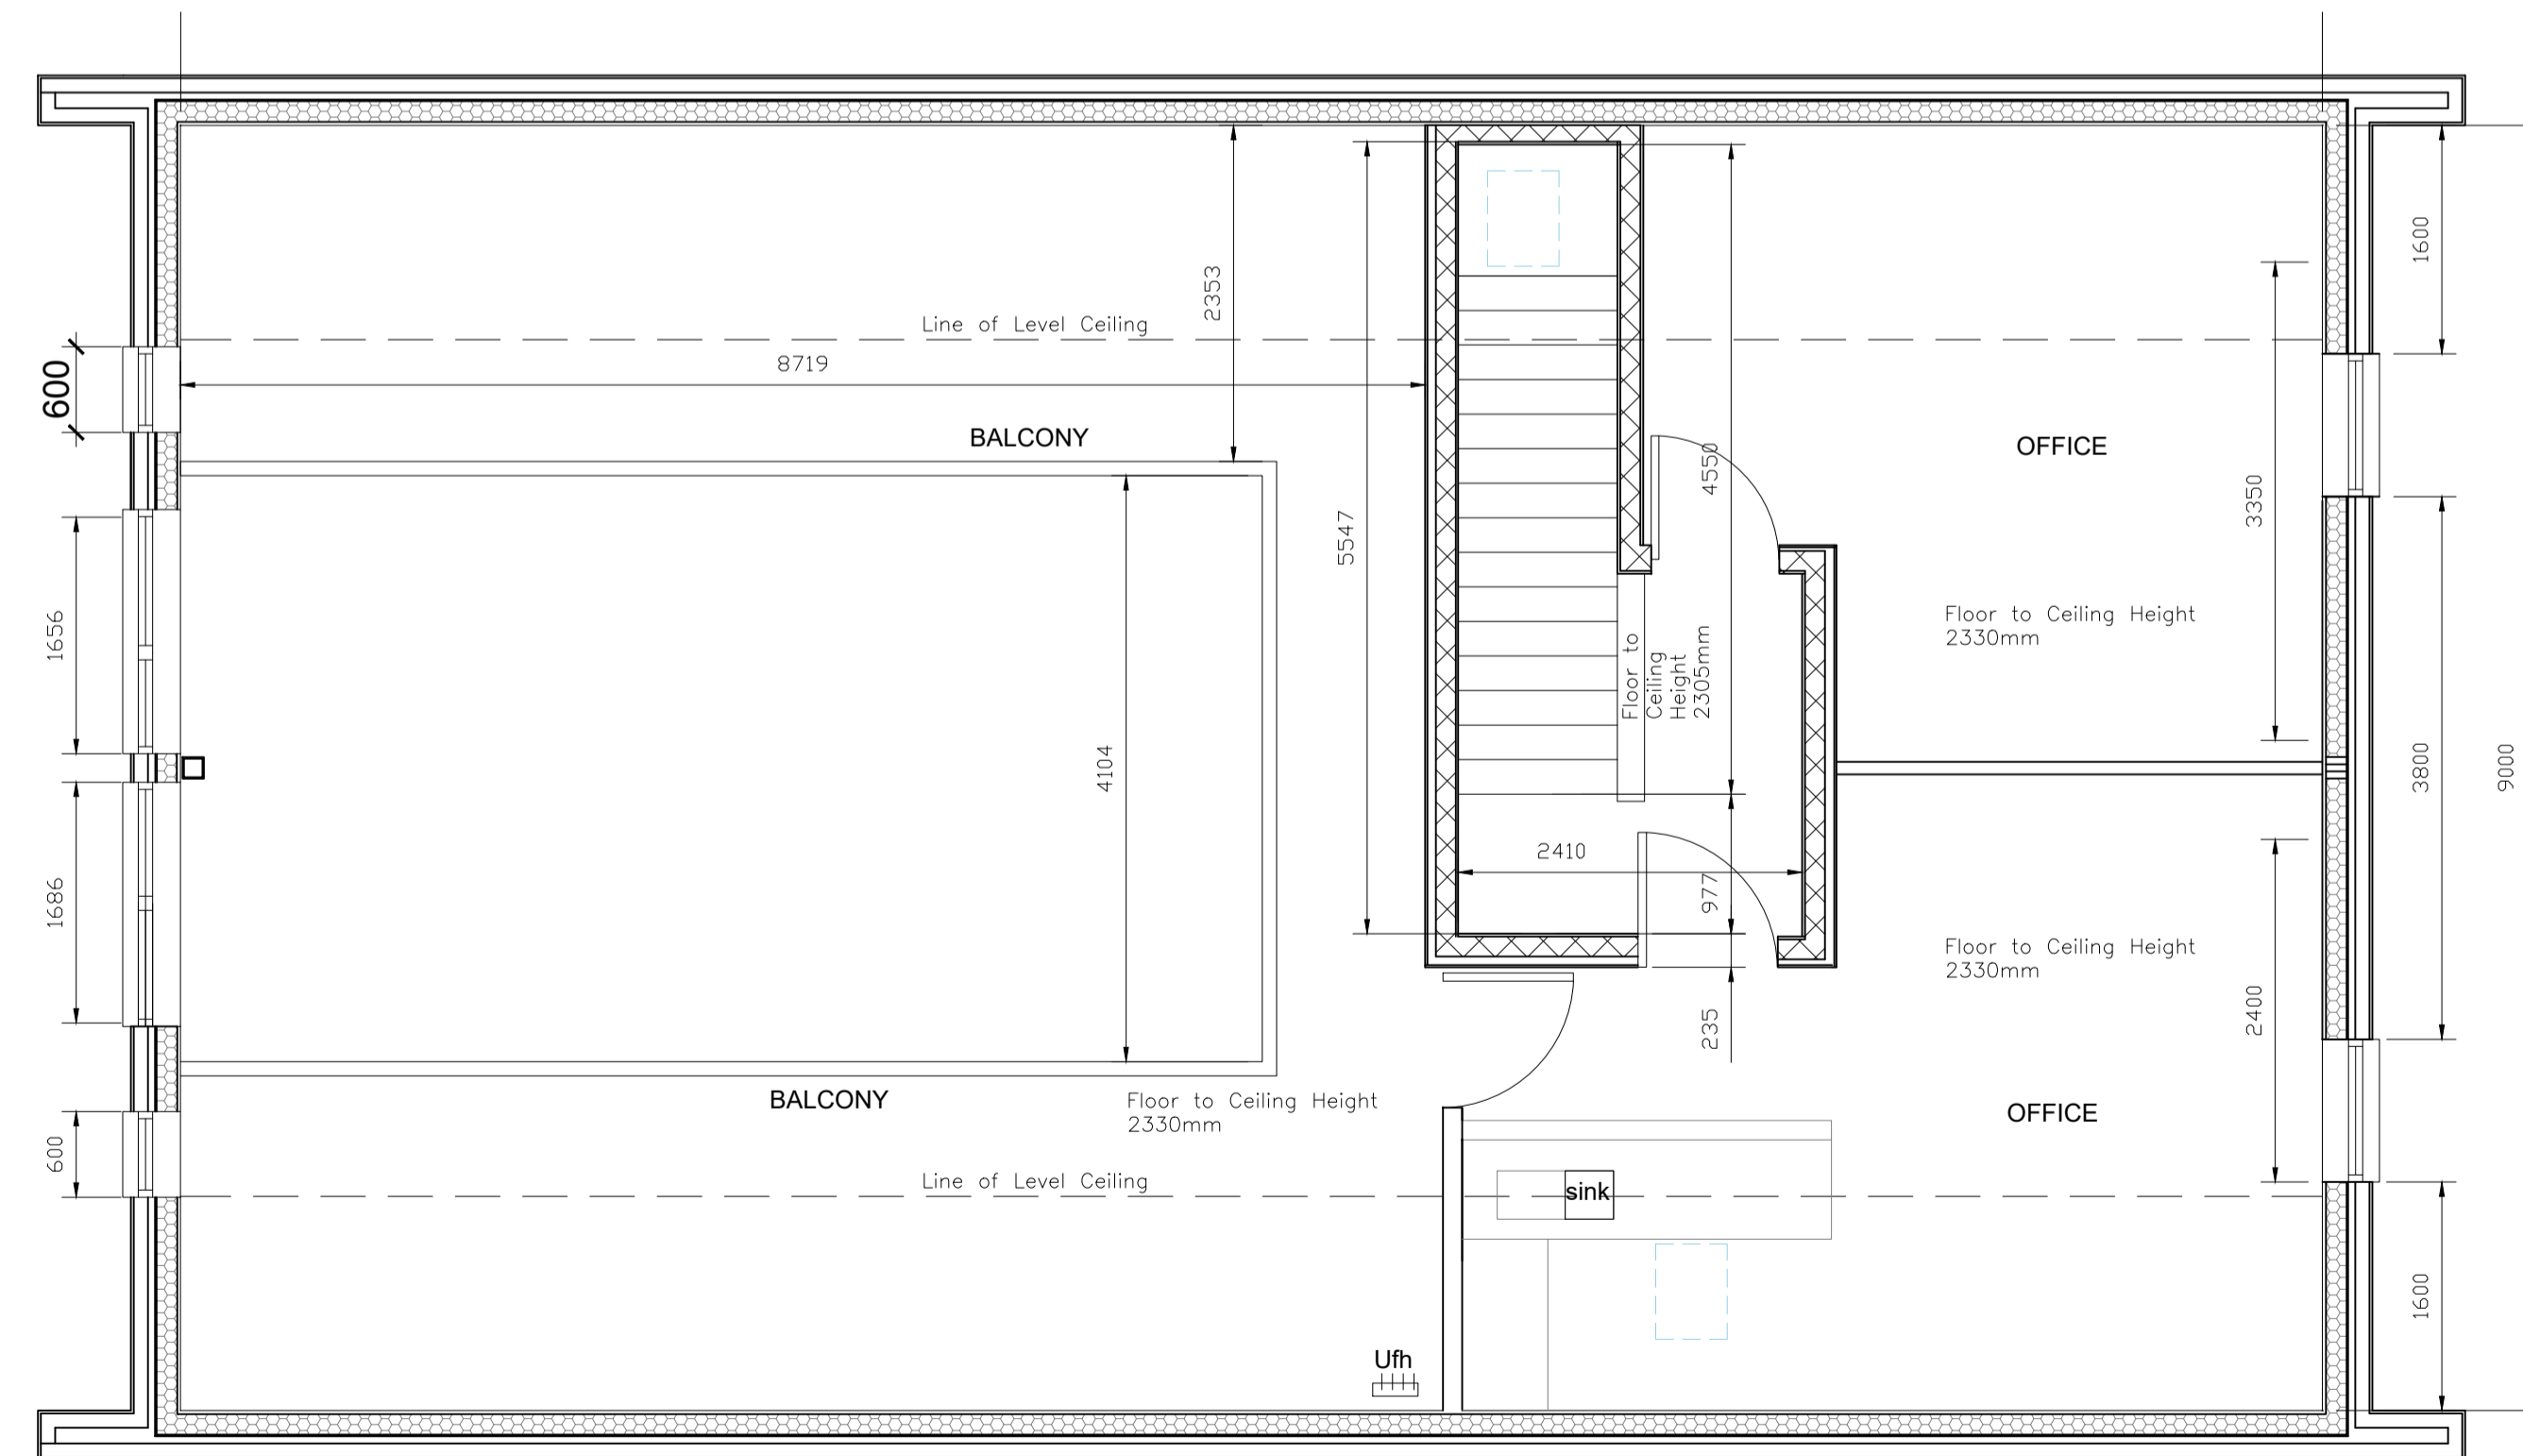 1600
2353
Line of Level Ceiling
8719
600
BALCONY
OFFICE
4550
3350
5547
1656
Floor to Ceiling Height
2330mm
Floor to
Ceiling
Height
2305mm
4104
3800
9000
2410
977
1686
Floor to Ceiling Height
2330mm
2400
235
BALCONY
Floor to Ceiling Height
2330mm
OFFICE
600
Line of Level Ceiling
sink
1600
Ufh